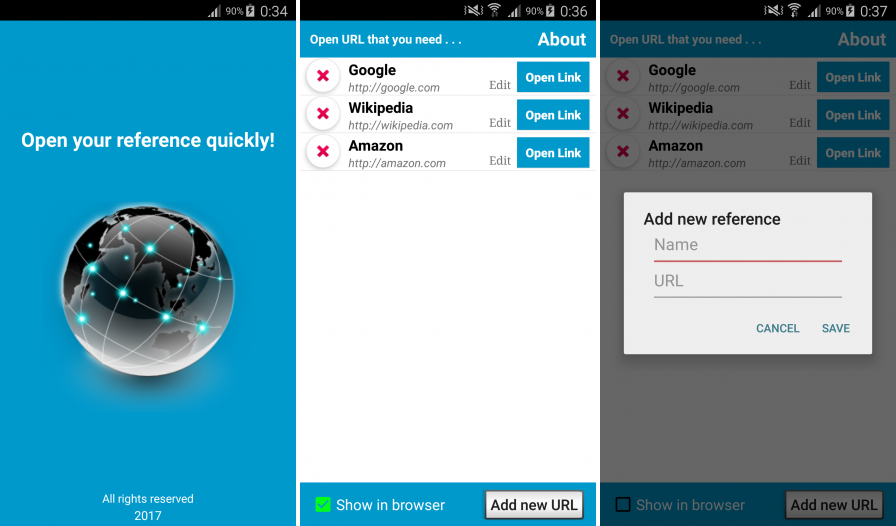 90% 0:34
Open your reference quickly!
All rights reserved
2017
90% 0:36
Open URL that you need . . . About
Google
http://google.com Edit Open Link
Wikipedia
http://wikipedia.com Edit Open Link
Amazon
http://amazon.com Edit Open Link
Show in browser Add new URL
90% 0:37
Open URL that you need . . . About
Google
http://google.com Edit Open Link
Wikipedia
http://wikipedia.com Edit Open Link
Amazon
http://amazon.com Edit Open Link
Add new reference
Name
URL
CANCEL SAVE
Show in browser Add new URL